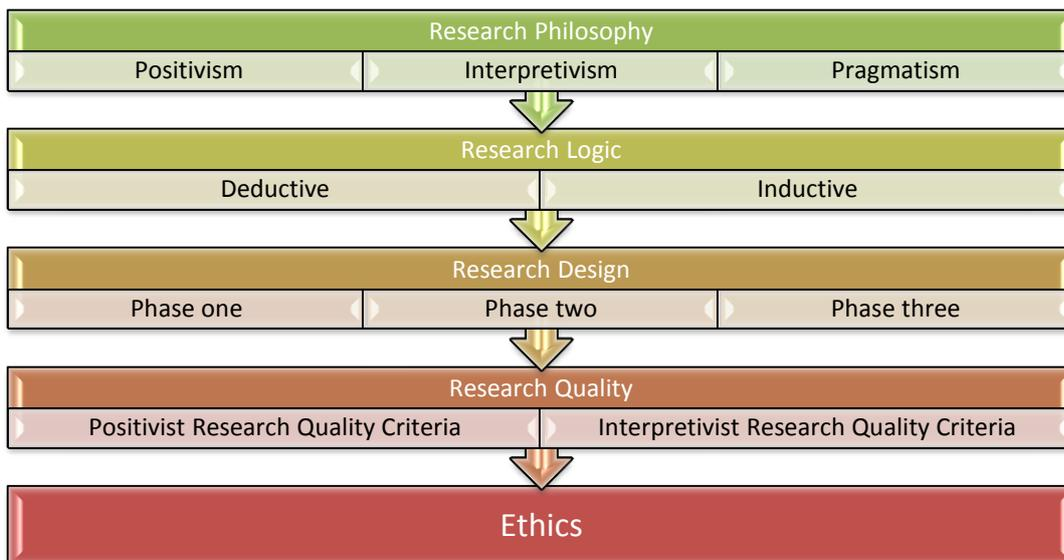 Research Philosophy
Positivism Interpretivism Pragmatism
Research Logic
Deductive Inductive
Research Design
Phase one Phase two Phase three
Research Quality
Positivist Research Quality Criteria Interpretivist Research Quality Criteria
Ethics